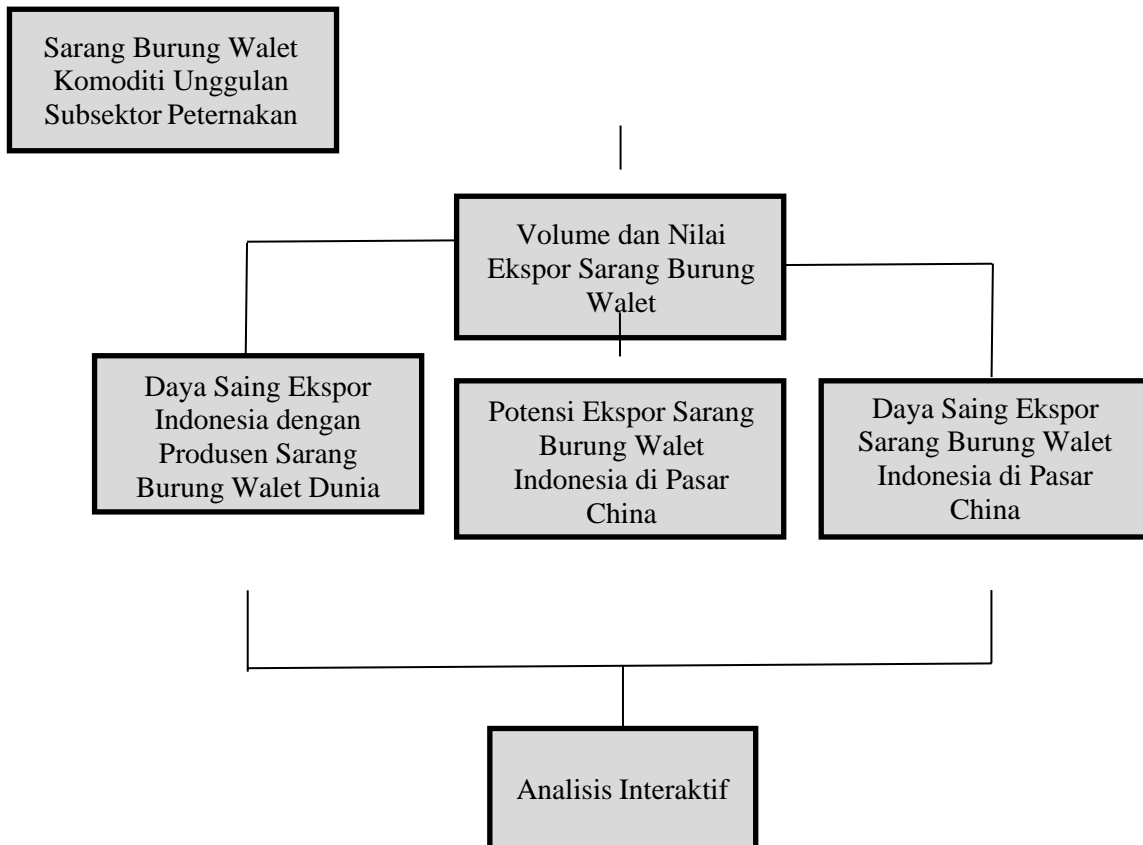 Sarang Burung Walet
Komoditi Unggulan
Subsektor Peternakan
Volume dan Nilai
Ekspor Sarang Burung
Walet
Daya Saing Ekspor
Indonesia dengan
Produsen Sarang
Burung Walet Dunia
Potensi Ekspor Sarang
Burung Walet
Indonesia di Pasar
China
Daya Saing Ekspor
Sarang Burung Walet
Indonesia di Pasar
China
Analisis Interaktif